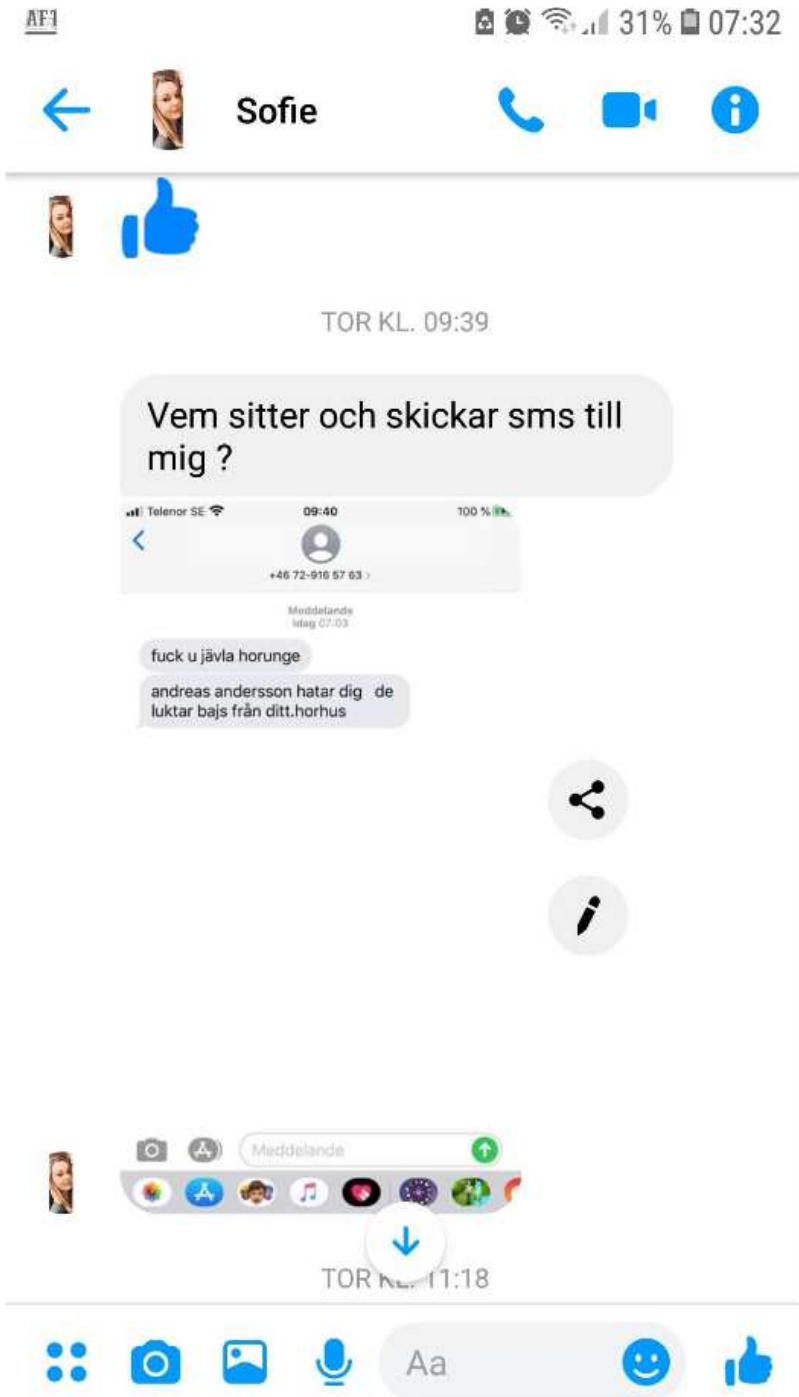 AF1
31% 07:32
Sofie
TOR KL. 09:39
Vem sitter och skickar sms till
mig ?
Telenor SE 09:40 100 %
+46 72-916 57 63 >
Meddelande
idag 07:03
fuck u jävla horunge
andreas andersson hatar dig de
luktar bajs från ditt.horhus
Meddelande
TOR KL. 11:18
Aa